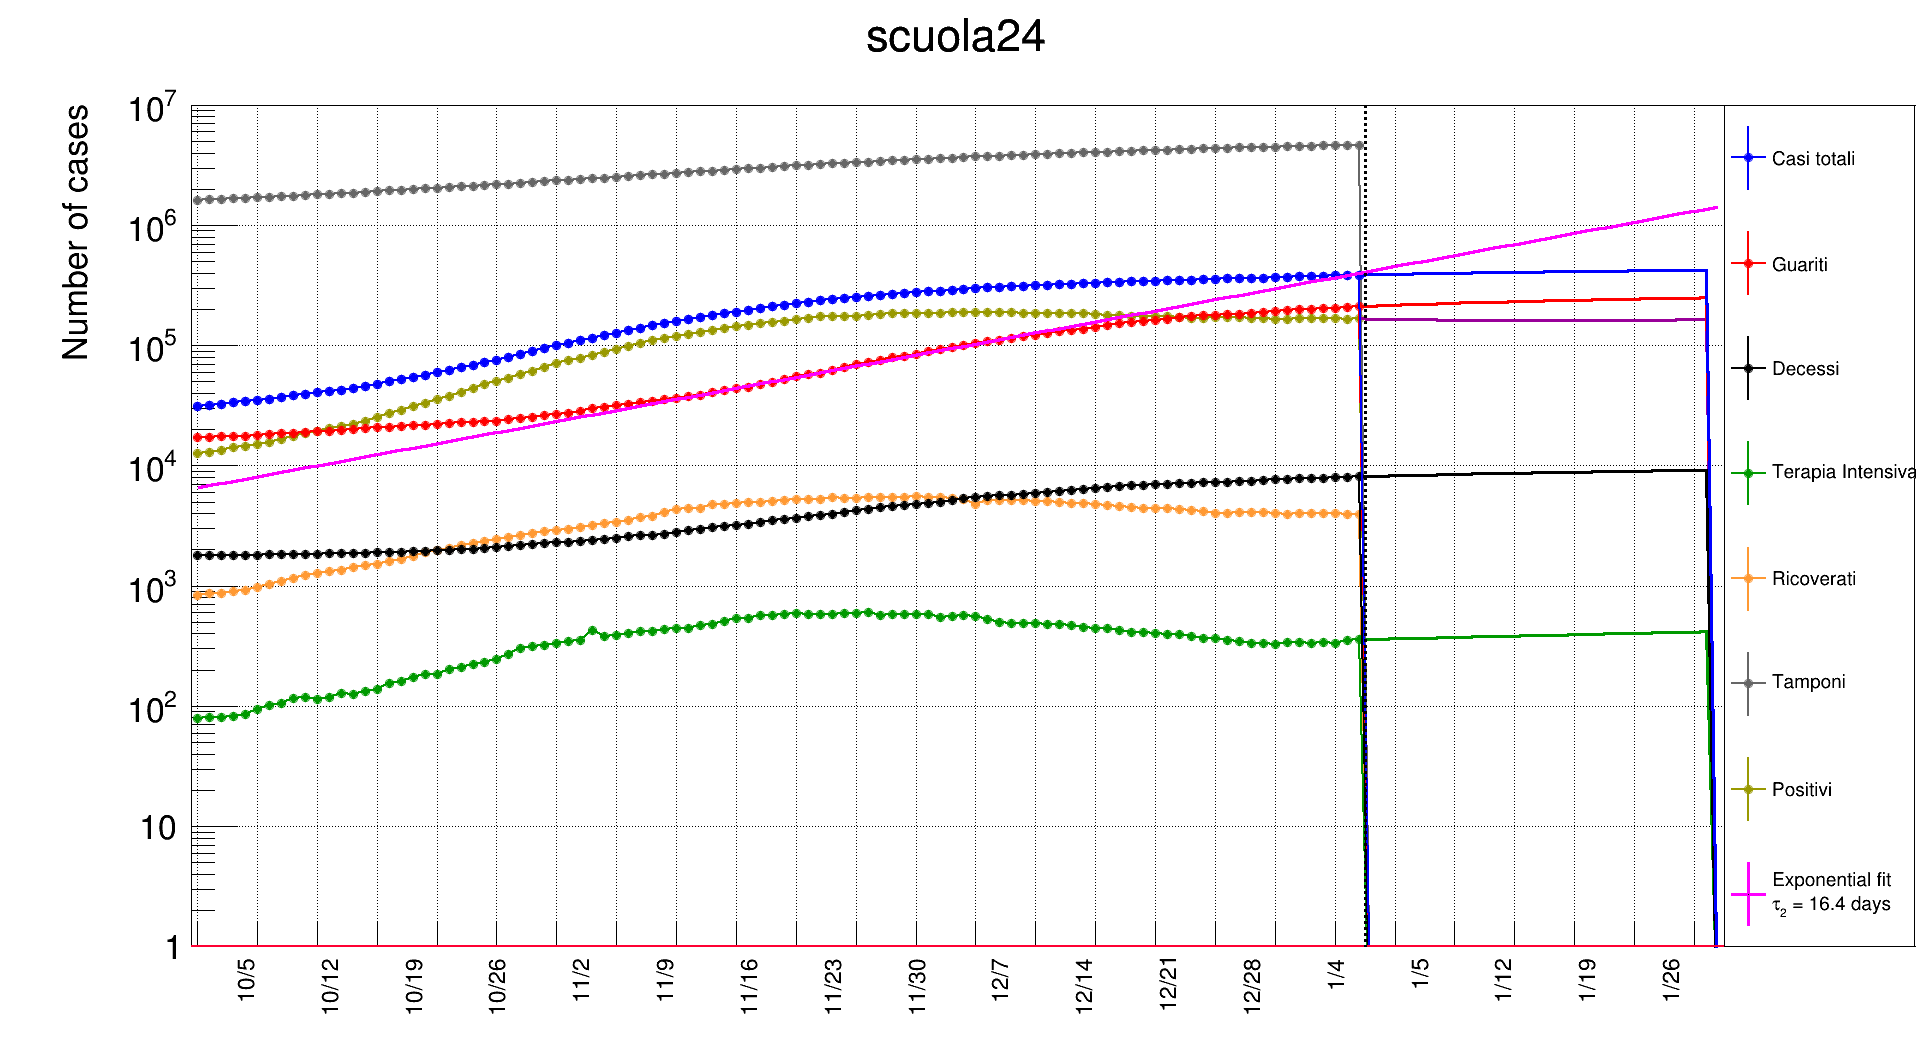 scuola24
Number of cases
10^7
10^6
10^5
10^4
10^3
10^2
10
1
10/5
10/12
10/19
10/26
11/2
11/9
11/16
11/23
11/30
12/7
12/14
12/21
12/28
1/4
1/5
1/12
1/19
1/26
Casi totali
Guariti
Decessi
Terapia Intensiva
Ricoverati
Tamponi
Positivi
Exponential fit
τ₂ = 16.4 days